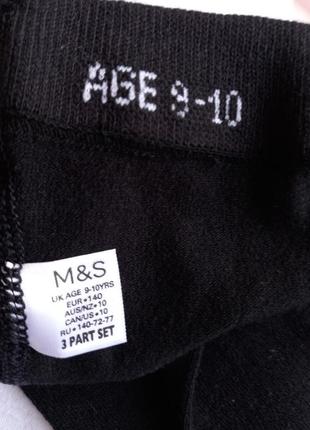 AGE 9-10
M&S
UK AGE 9-10YRS
EUR•140
AUS/NZ•10
CAN/US•10
RU•140-72-77
3 PART SET